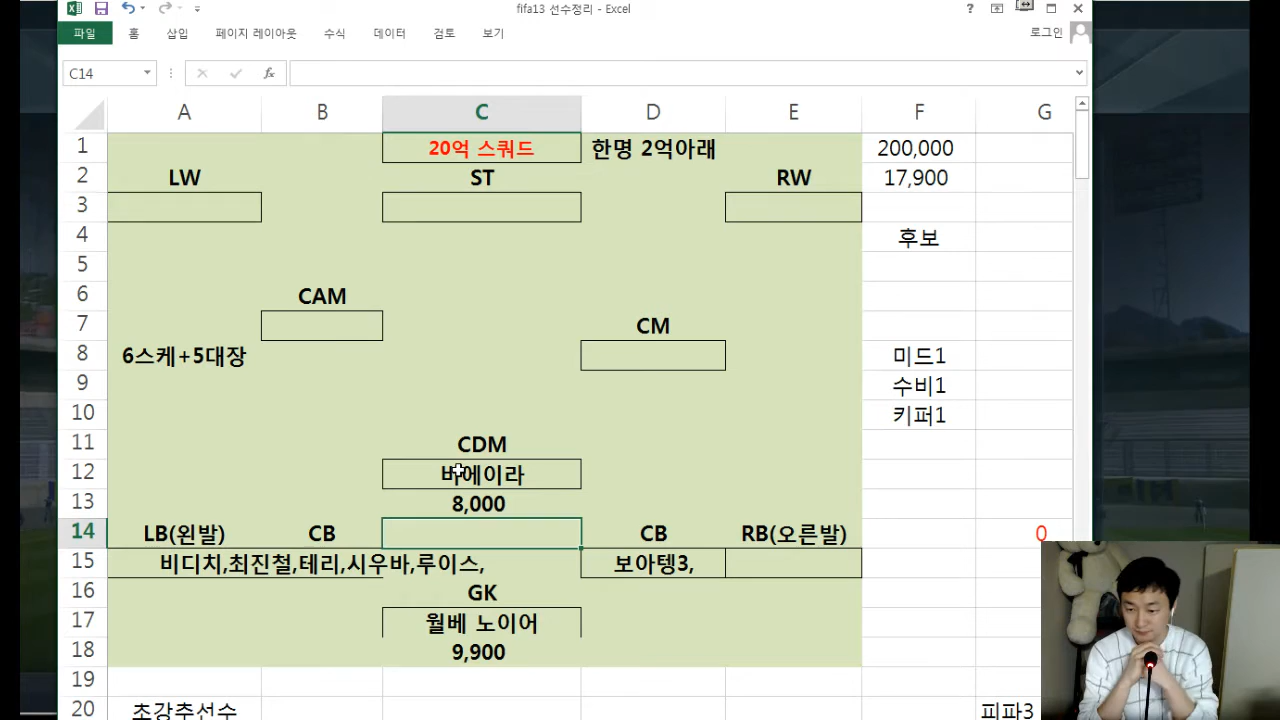 fifa13 선수정리 - Excel
파일 홈 삽입 페이지 레이아웃 수식 데이터 검토 보기 로그인
C14 fx
A B C D E F G
1 20억 스쿼드 한명 2억아래 200,000
2 LW ST RW 17,900
3
4 후보
5
6 CAM
7 CM
8 6스케+5대장 미드1
9 수비1
10 키퍼1
11 CDM
12 비에이라
13 8,000
14 LB(왼발) CB CB RB(오른발) 0
15 비디치,최진철,테리,시우바,루이스, 보아텡3,
16 GK
17 월베 노이어
18 9,900
19
20 초강추선수 피파3